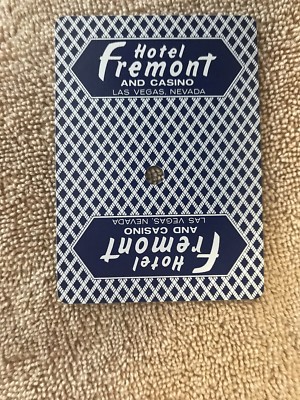 Hotel
Fremont
AND CASINO
LAS VEGAS, NEVADA
Hotel
Fremont
AND CASINO
LAS VEGAS, NEVADA